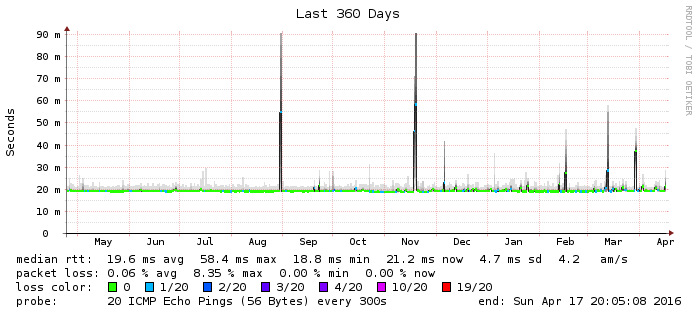 Last 360 Days
RRDTOOL / TOBI OETIKER
Seconds
90 m
80 m
70 m
60 m
50 m
40 m
30 m
20 m
10 m
0
May Jun Jul Aug Sep Oct Nov Dec Jan Feb Mar Apr
median rtt: 19.6 ms avg 58.4 ms max 18.8 ms min 21.2 ms now 4.7 ms sd 4.2 am/s
packet loss: 0.06 % avg 8.35 % max 0.00 % min 0.00 % now
loss color: 0 1/20 2/20 3/20 4/20 10/20 19/20
probe: 20 ICMP Echo Pings (56 Bytes) every 300s end: Sun Apr 17 20:05:08 2016